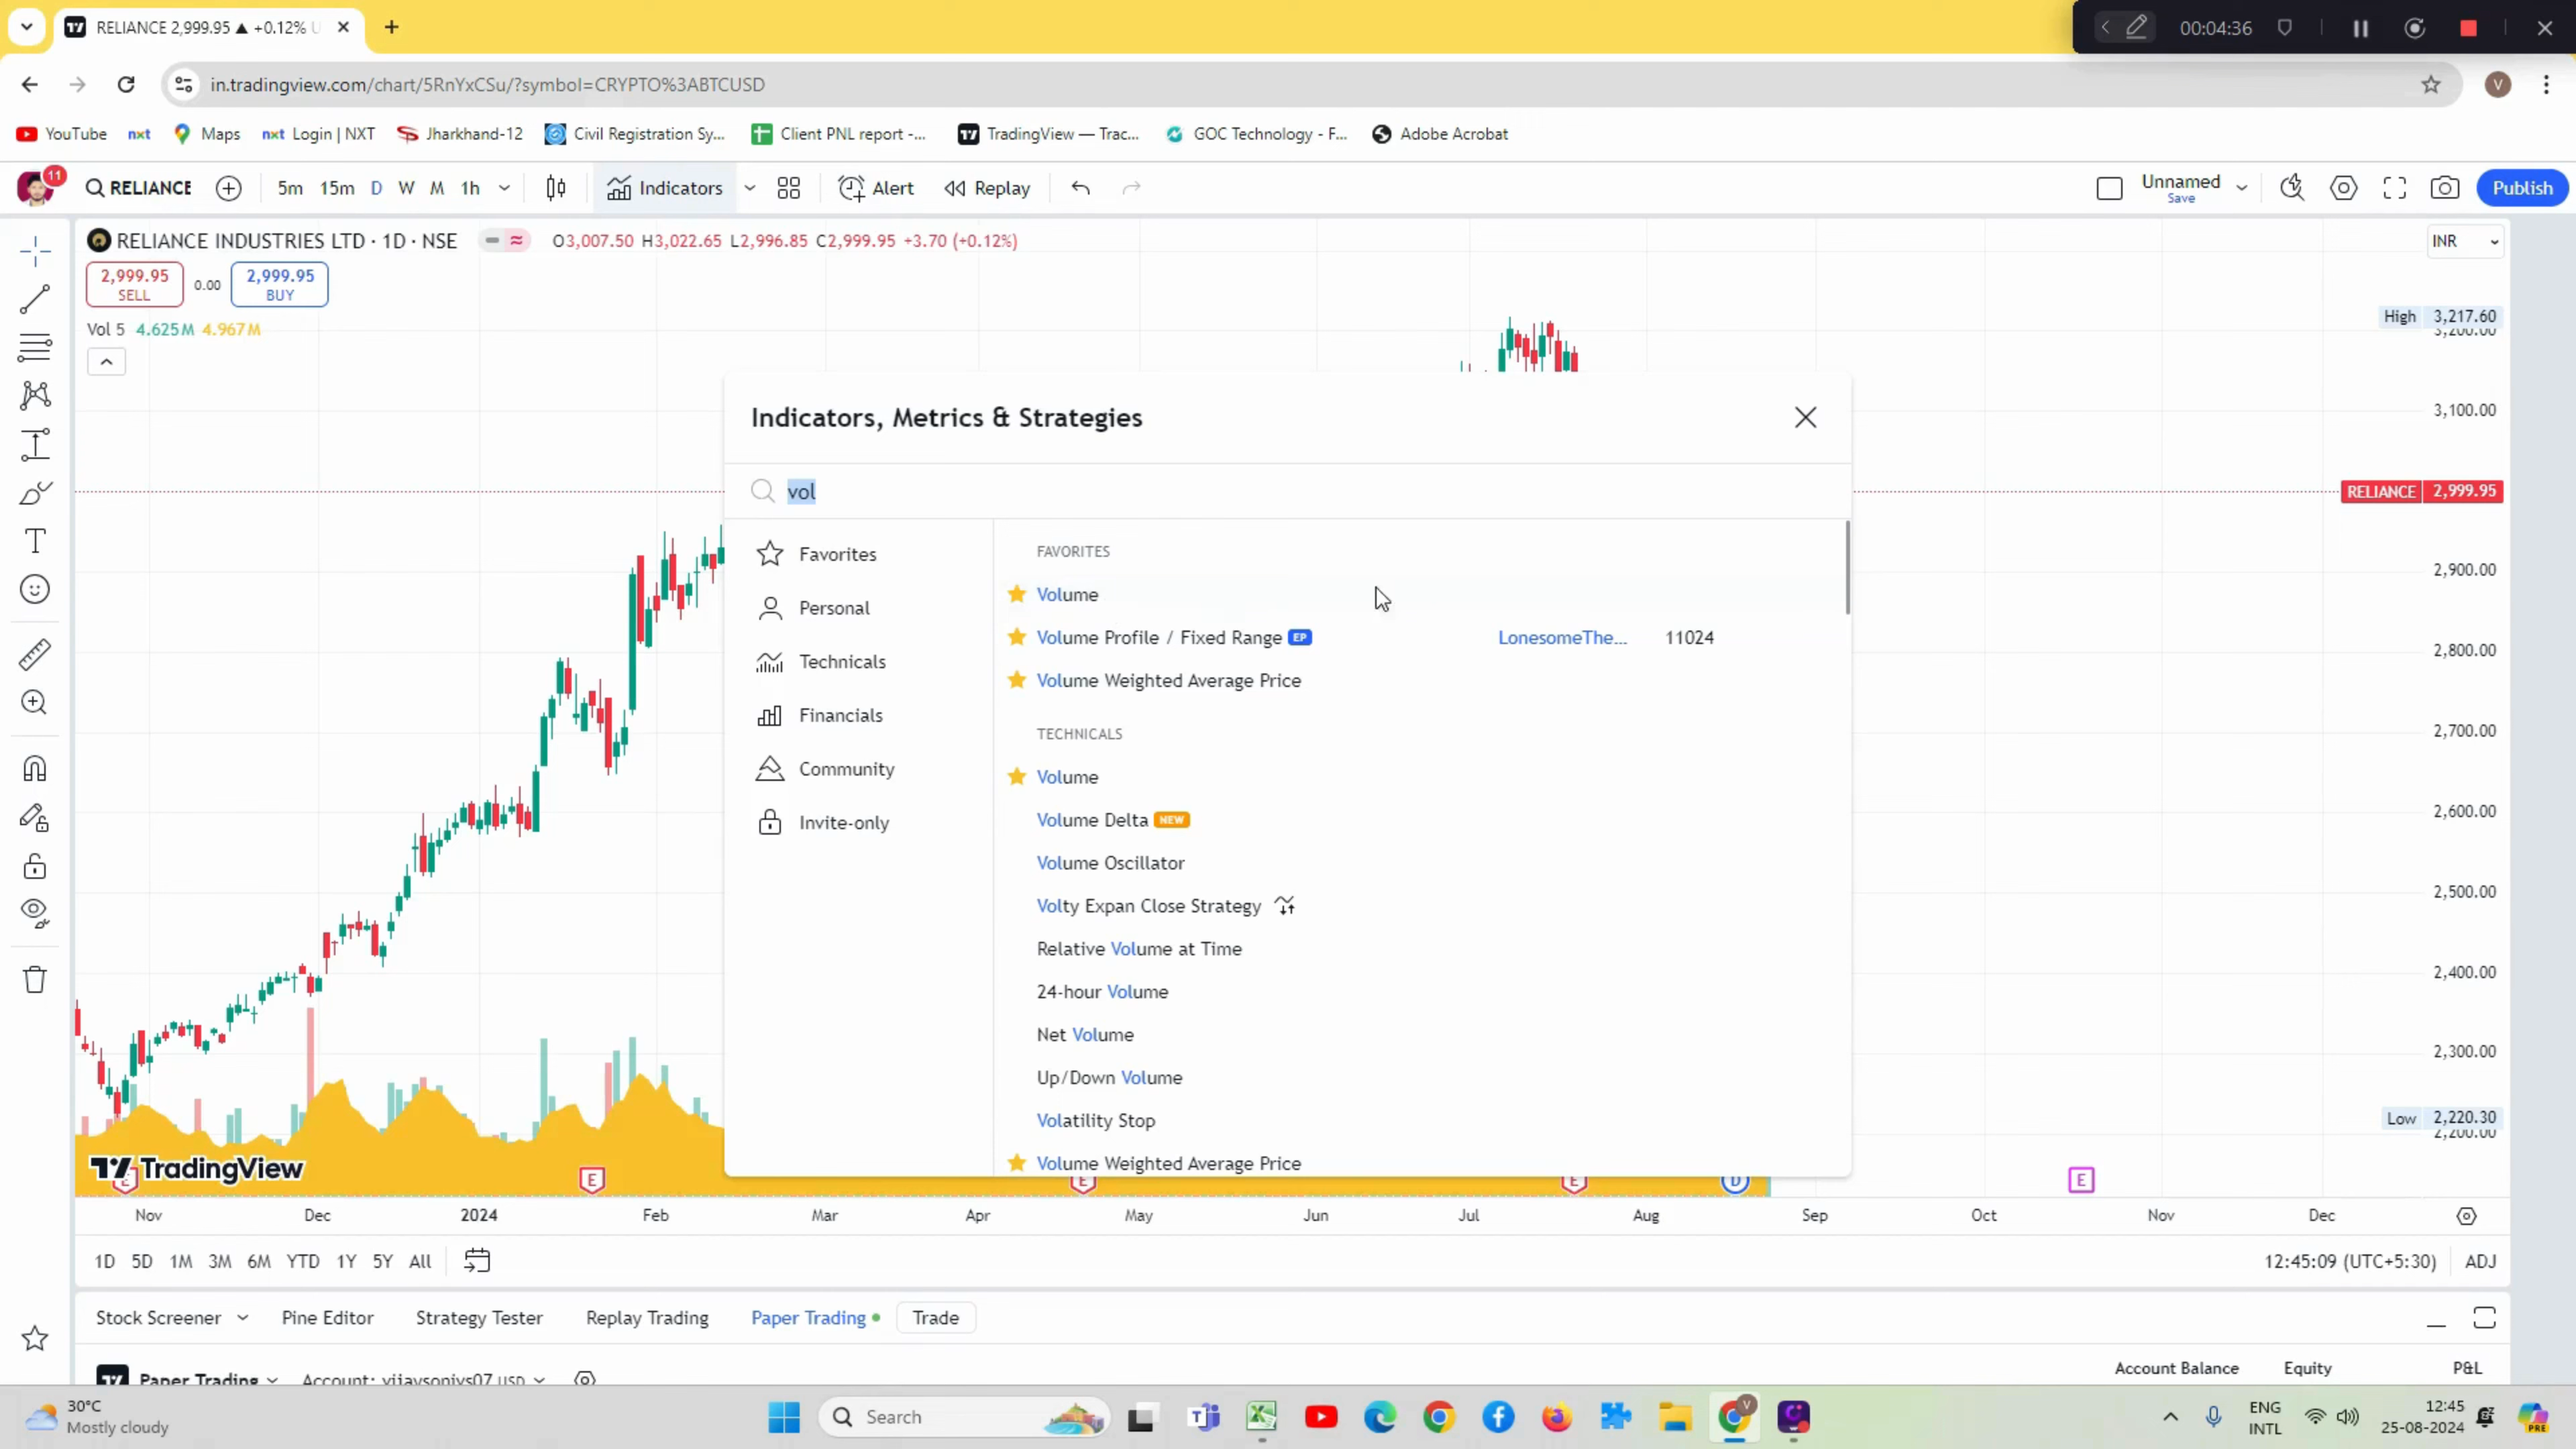 RELIANCE 2,999.95 ▲ +0.12% U
00:04:36
in.tradingview.com/chart/5RnYxCSu/?symbol=CRYPTO%3ABTCUSD
V
YouTube
nxt
Maps
nxt Login | NXT
Jharkhand-12
Civil Registration Sy...
Client PNL report -...
TradingView — Trac...
GOC Technology - F...
Adobe Acrobat
11
RELIANCE
5m 15m D W M 1h
Indicators
Alert
Replay
Unnamed
Save
Publish
RELIANCE INDUSTRIES LTD · 1D · NSE
O3,007.50 H3,022.65 L2,996.85 C2,999.95 +3.70 (+0.12%)
INR
2,999.95
SELL
0.00
2,999.95
BUY
Vol 5 4.625M 4.967M
High 3,217.60
3,200.00
3,100.00
RELIANCE 2,999.95
2,900.00
2,800.00
2,700.00
2,600.00
2,500.00
2,400.00
2,300.00
Low 2,220.30
2,200.00
Indicators, Metrics & Strategies
vol
Favorites
Personal
Technicals
Financials
Community
Invite-only
FAVORITES
Volume
Volume Profile / Fixed Range EP LonesomeThe... 11024
Volume Weighted Average Price
TECHNICALS
Volume
Volume Delta NEW
Volume Oscillator
Volty Expan Close Strategy
Relative Volume at Time
24-hour Volume
Net Volume
Up/Down Volume
Volatility Stop
Volume Weighted Average Price
TradingView
E E E E D E
Nov Dec 2024 Feb Mar Apr May Jun Jul Aug Sep Oct Nov Dec
1D 5D 1M 3M 6M YTD 1Y 5Y All
12:45:09 (UTC+5:30) ADJ
Stock Screener
Pine Editor
Strategy Tester
Replay Trading
Paper Trading
Trade
Paper Trading
Account: vijaysoniys07 USD
Account Balance Equity P&L
30°C
Mostly cloudy
Search
ENG
INTL
12:45
25-08-2024
PRE